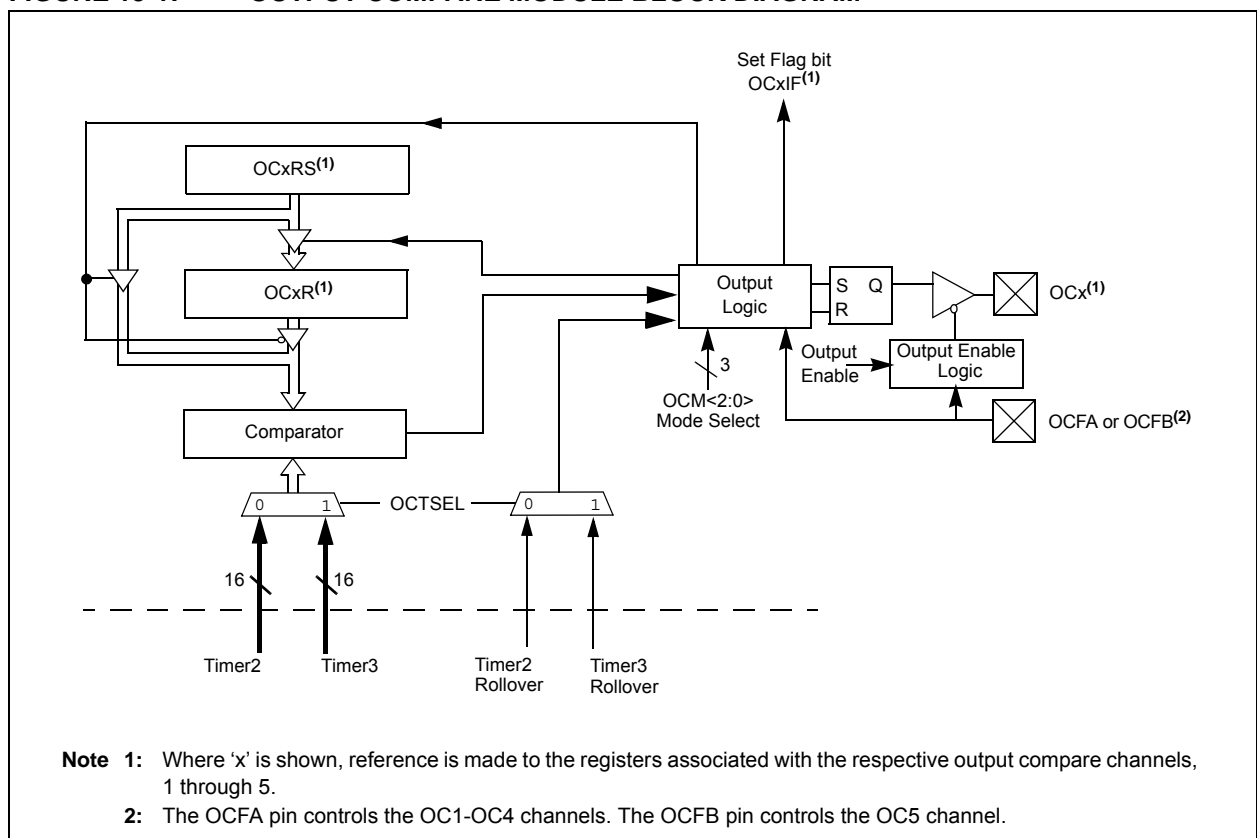 Set Flag bit
OCxIF(1)
OCxRS(1)
OCxR(1)
Output
Logic
S Q
R
OCx(1)
3
Output
Enable
Output Enable
Logic
OCM<2:0>
Mode Select
OCFA or OCFB(2)
Comparator
0 1
OCTSEL
0 1
16
16
Timer2
Timer3
Timer2
Rollover
Timer3
Rollover
Note 1: Where ‘x’ is shown, reference is made to the registers associated with the respective output compare channels,
1 through 5.
2: The OCFA pin controls the OC1-OC4 channels. The OCFB pin controls the OC5 channel.